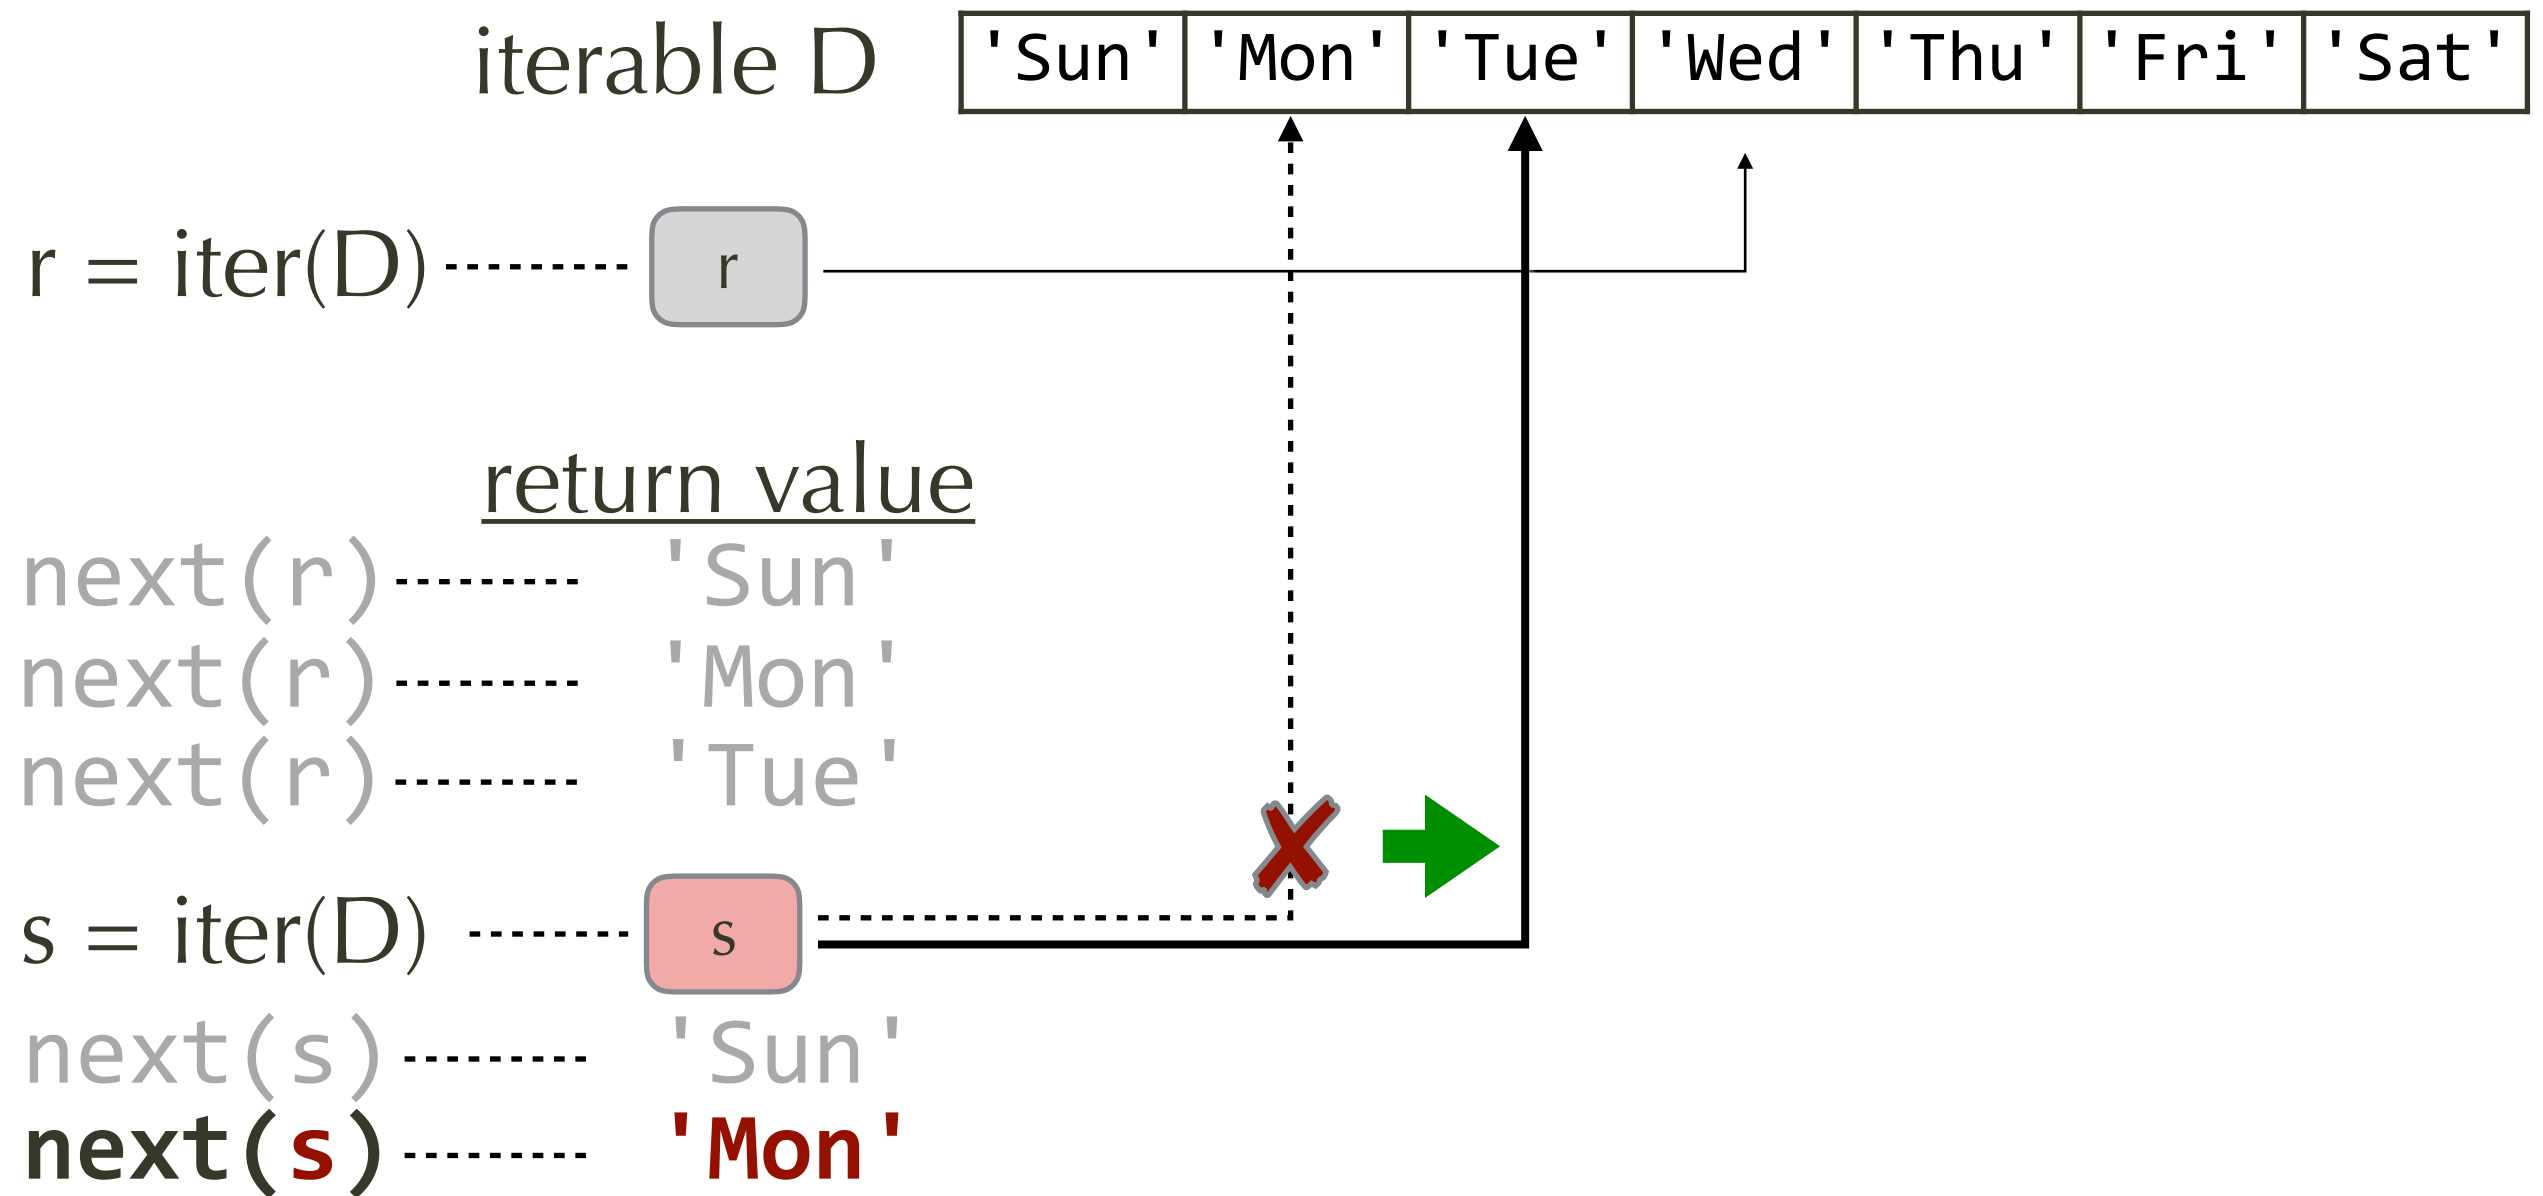 iterable D 'Sun' 'Mon' 'Tue' 'Wed' 'Thu' 'Fri' 'Sat'
r = iter(D) r
return value
next(r) 'Sun'
next(r) 'Mon'
next(r) 'Tue'
s = iter(D) s
next(s) 'Sun'
next(s) 'Mon'